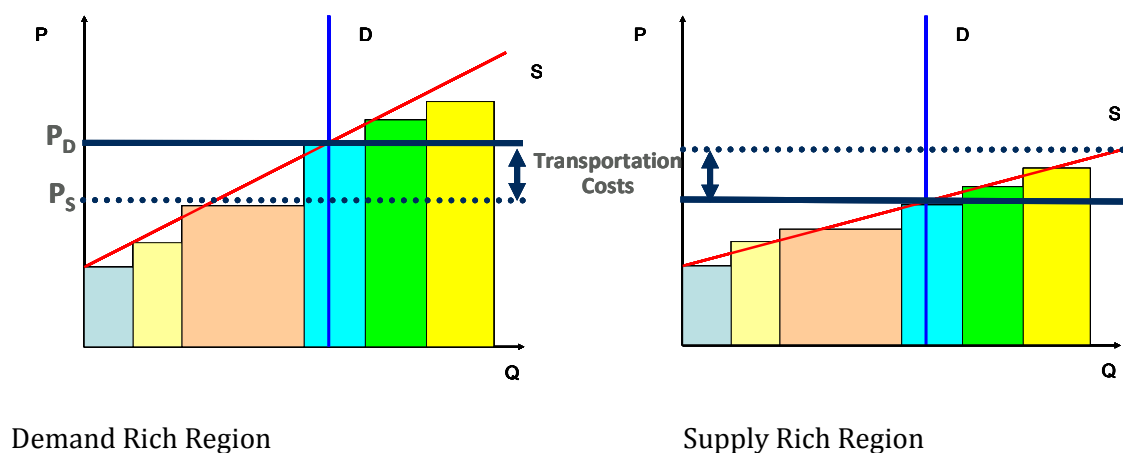 P
D
S
P_D
P_S
Q
Transportation
Costs
P
D
S
Q
Demand Rich Region
Supply Rich Region